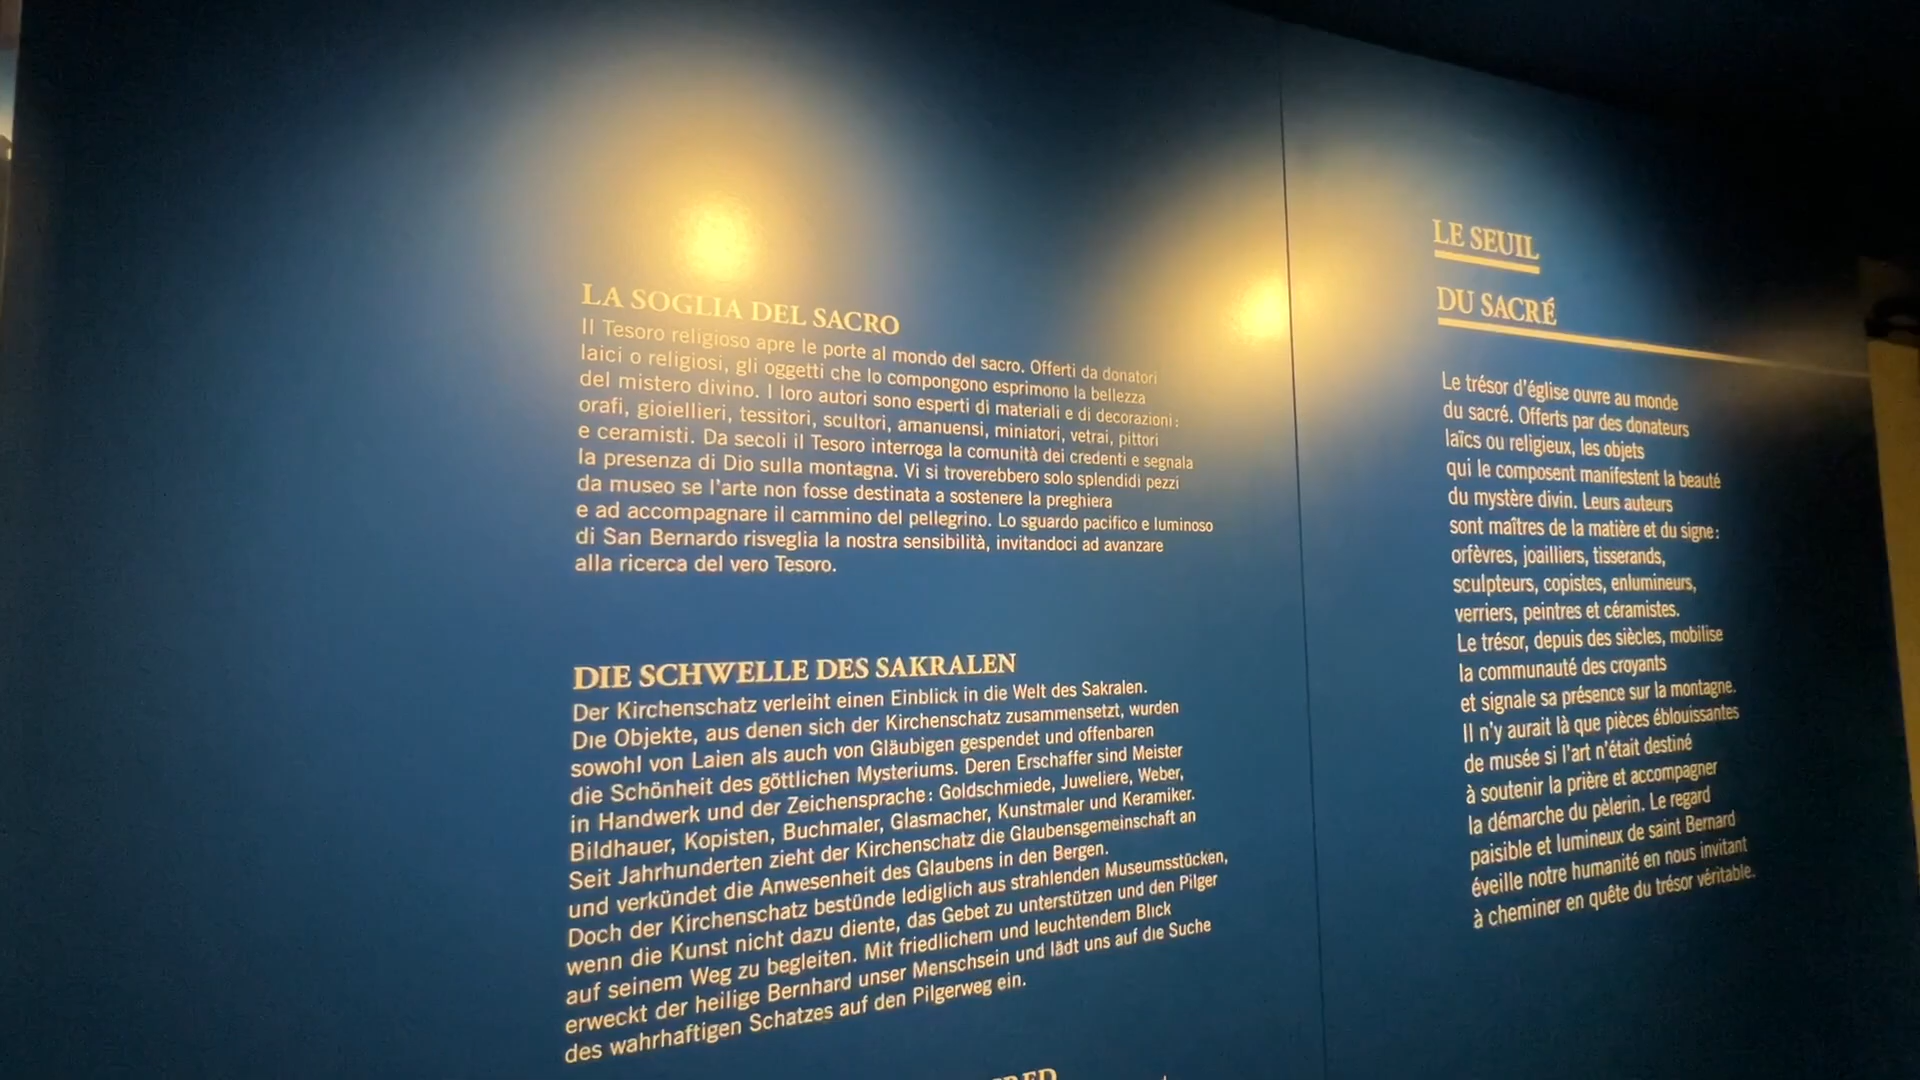 LA SOGLIA DEL SACRO
Il Tesoro religioso apre le porte al mondo del sacro. Offerti da donatori
laici o religiosi, gli oggetti che lo compongono esprimono la bellezza
del mistero divino. I loro autori sono esperti di materiali e di decorazioni:
orafi, gioiellieri, tessitori, scultori, amanuensi, miniatori, vetrai, pittori
e ceramisti. Da secoli il Tesoro interroga la comunità dei credenti e segnala
la presenza di Dio sulla montagna. Vi si troverebbero solo splendidi pezzi
da museo se l'arte non fosse destinata a sostenere la preghiera
e ad accompagnare il cammino del pellegrino. Lo sguardo pacifico e luminoso
di San Bernardo risveglia la nostra sensibilità, invitandoci ad avanzare
alla ricerca del vero Tesoro.
DIE SCHWELLE DES SAKRALEN
Der Kirchenschatz verleiht einen Einblick in die Welt des Sakralen.
Die Objekte, aus denen sich der Kirchenschatz zusammensetzt, wurden
sowohl von Laien als auch von Gläubigen gespendet und offenbaren
die Schönheit des göttlichen Mysteriums. Deren Erschaffer sind Meister
in Handwerk und der Zeichensprache: Goldschmiede, Juweliere, Weber,
Bildhauer, Kopisten, Buchmaler, Glasmacher, Kunstmaler und Keramiker.
Seit Jahrhunderten zieht der Kirchenschatz die Glaubensgemeinschaft an
und verkündet die Anwesenheit des Glaubens in den Bergen.
Doch der Kirchenschatz bestünde lediglich aus strahlenden Museumsstücken,
wenn die Kunst nicht dazu diente, das Gebet zu unterstützen und den Pilger
auf seinem Weg zu begleiten. Mit friedlichem und leuchtendem Blick
erweckt der heilige Bernhard unser Menschsein und lädt uns auf die Suche
des wahrhaftigen Schatzes auf den Pilgerweg ein.
LE SEUIL
DU SACRÉ
Le trésor d'église ouvre au monde
du sacré. Offerts par des donateurs
laïcs ou religieux, les objets
qui le composent manifestent la beauté
du mystère divin. Leurs auteurs
sont maîtres de la matière et du signe:
orfèvres, joailliers, tisserands,
sculpteurs, copistes, enlumineurs,
verriers, peintres et céramistes.
Le trésor, depuis des siècles, mobilise
la communauté des croyants
et signale sa présence sur la montagne.
Il n'y aurait là que pièces éblouissantes
de musée si l'art n'était destiné
à soutenir la prière et accompagner
la démarche du pèlerin. Le regard
paisible et lumineux de saint Bernard
éveille notre humanité en nous invitant
à cheminer en quête du trésor véritable.